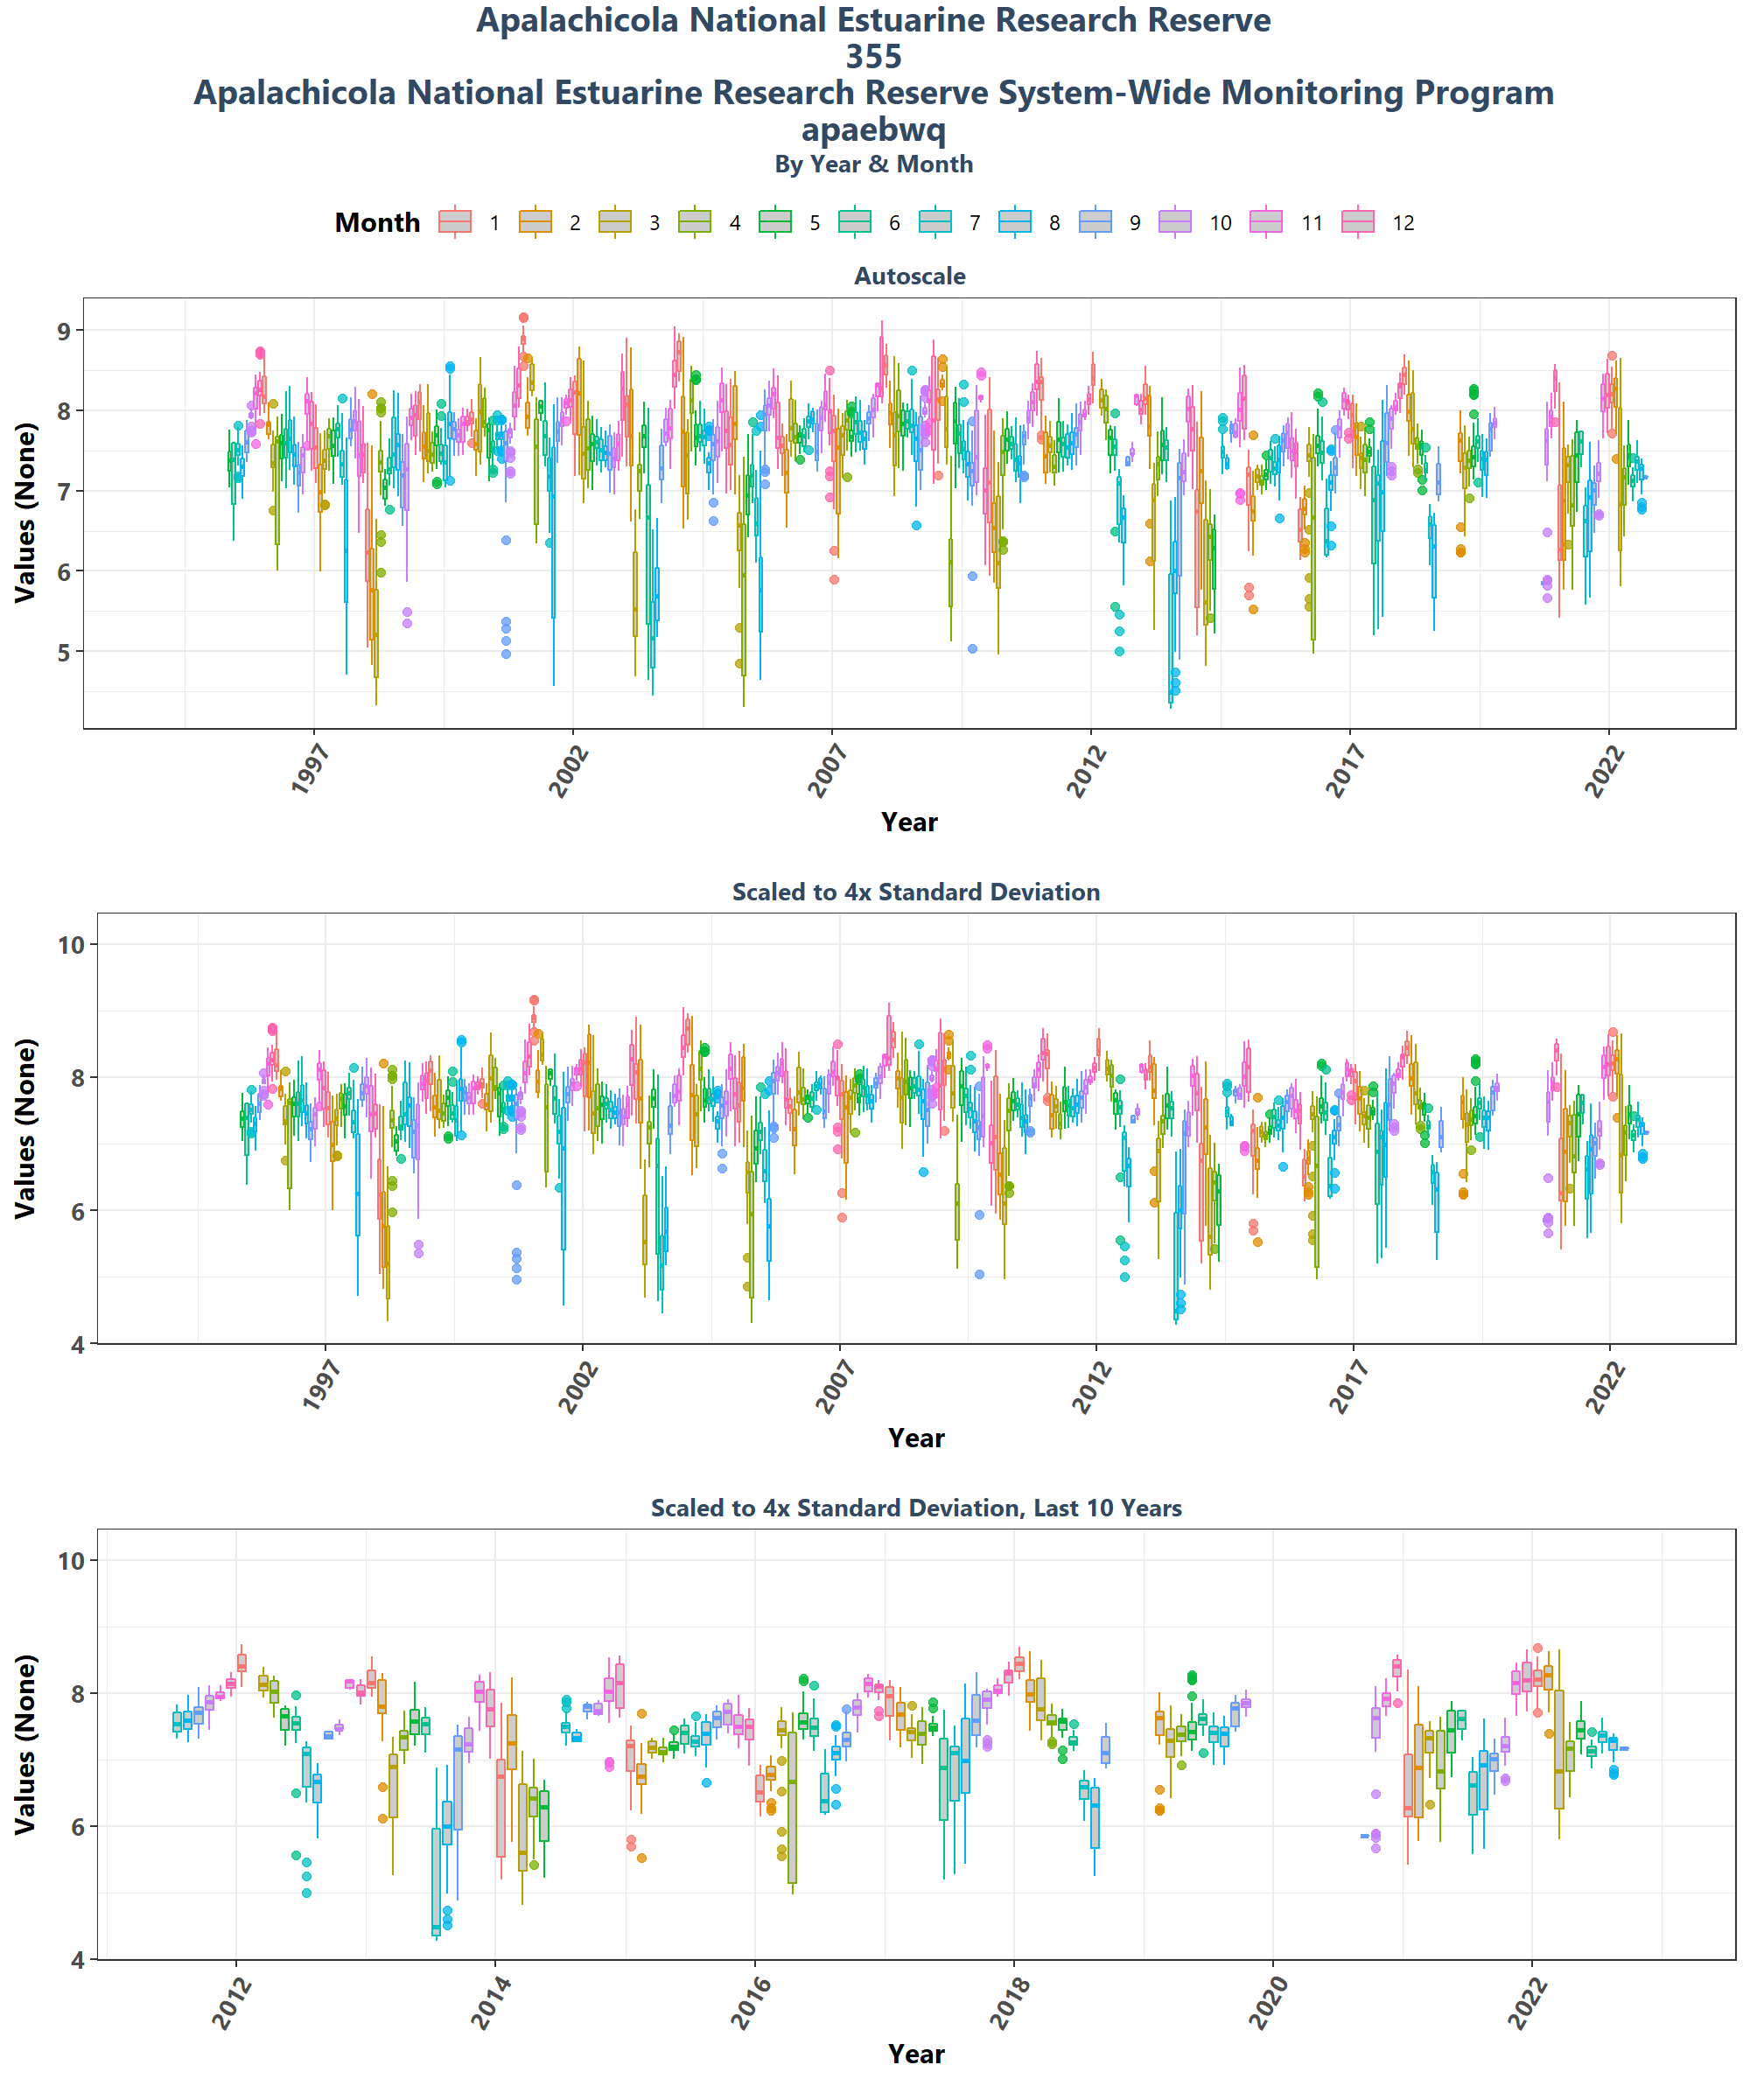 Apalachicola National Estuarine Research Reserve
355
Apalachicola National Estuarine Research Reserve System-Wide Monitoring Program
apaebwq
By Year & Month
Month 1 2 3 4 5 6 7 8 9 10 11 12
Autoscale
Values (None)
9
8
7
6
5
1997 2002 2007 2012 2017 2022
Year
Scaled to 4x Standard Deviation
Values (None)
10
8
6
4
1997 2002 2007 2012 2017 2022
Year
Scaled to 4x Standard Deviation, Last 10 Years
Values (None)
10
8
6
4
2012 2014 2016 2018 2020 2022
Year